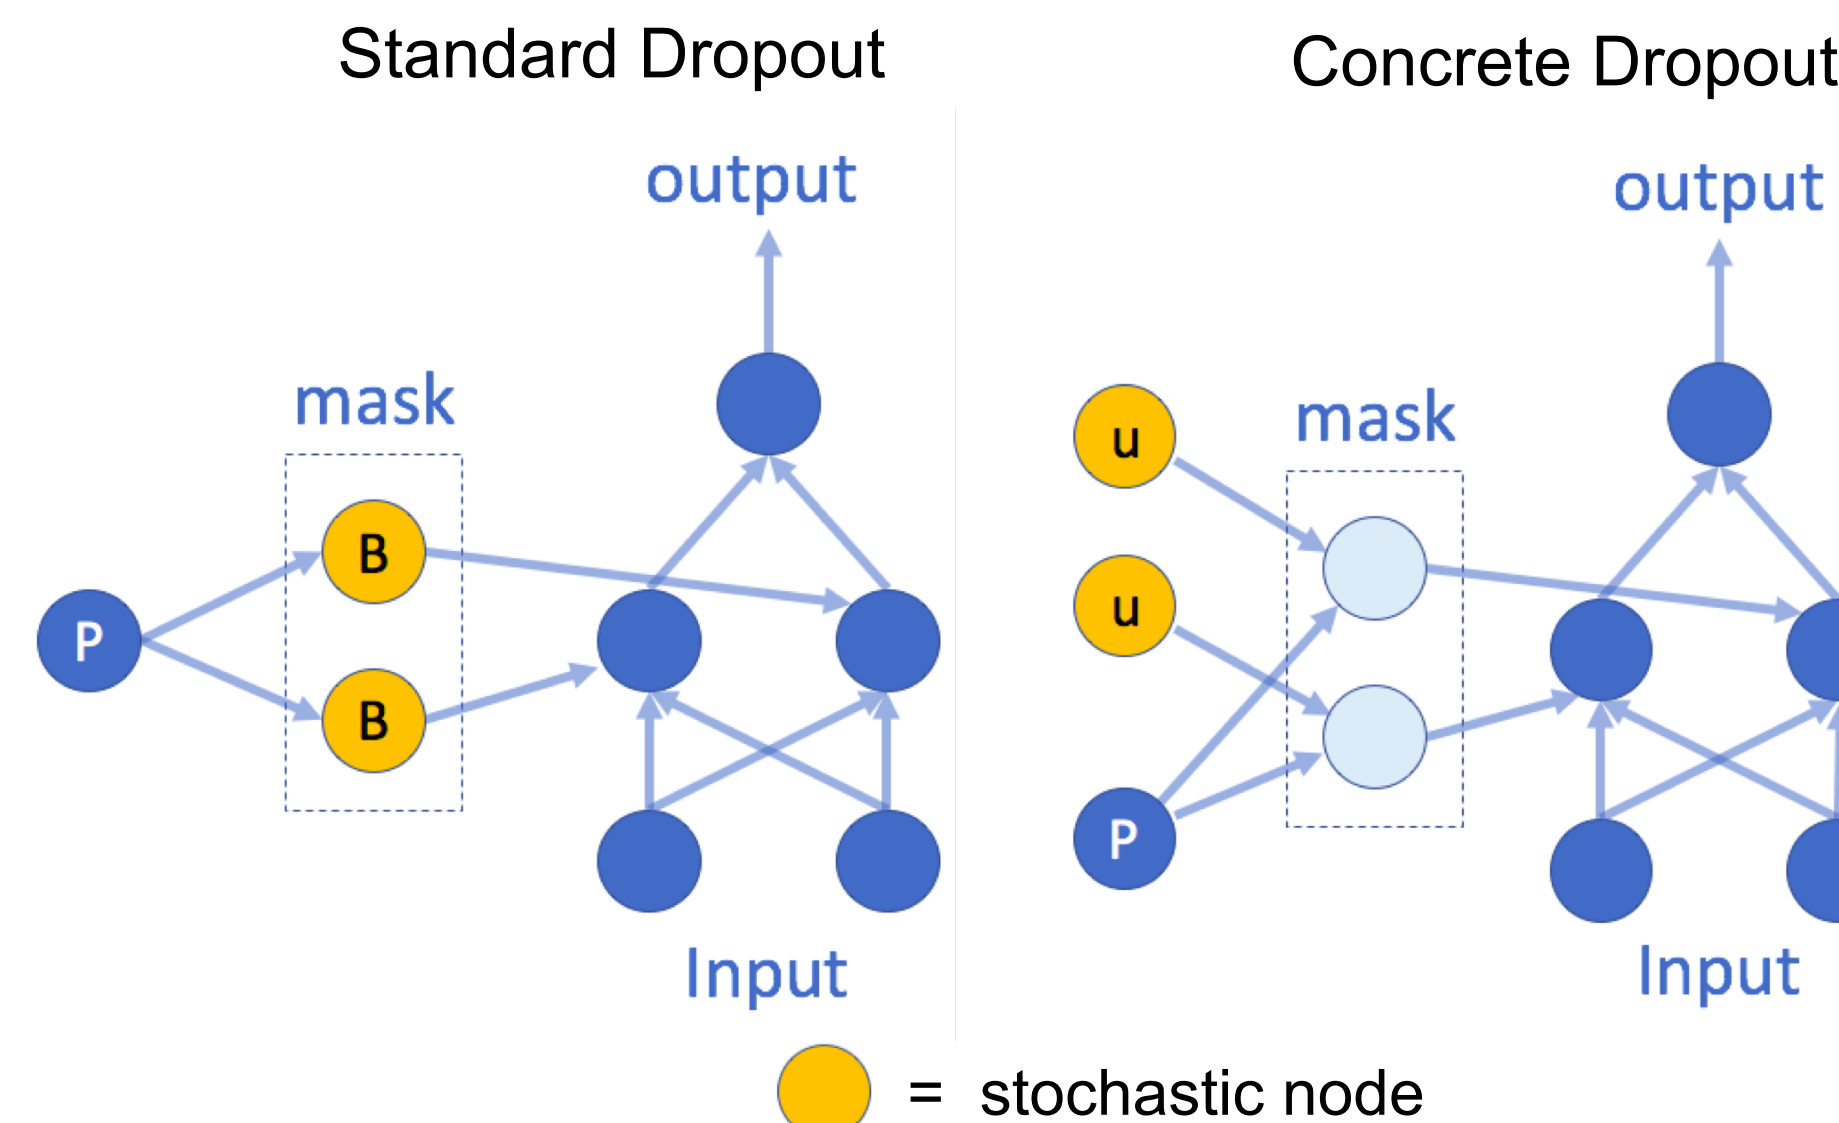 Standard Dropout
Concrete Dropout
output
output
mask
mask
u
B
u
P
B
P
Input
Input
= stochastic node